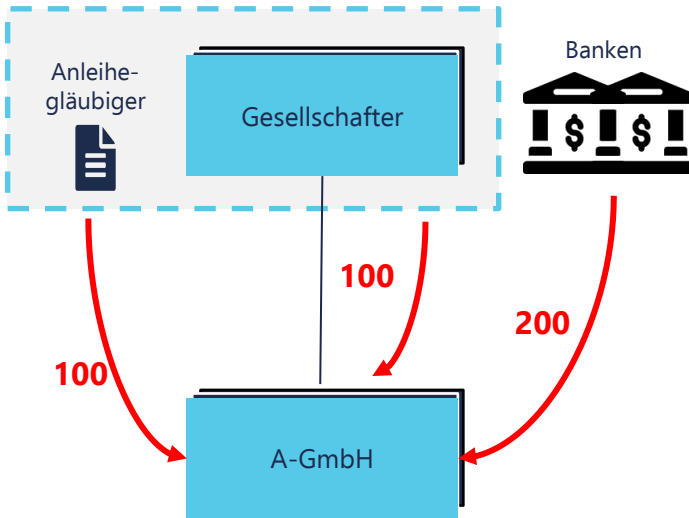 Anleihe-
gläubiger
Gesellschafter
Banken
$ $
100
100
200
A-GmbH